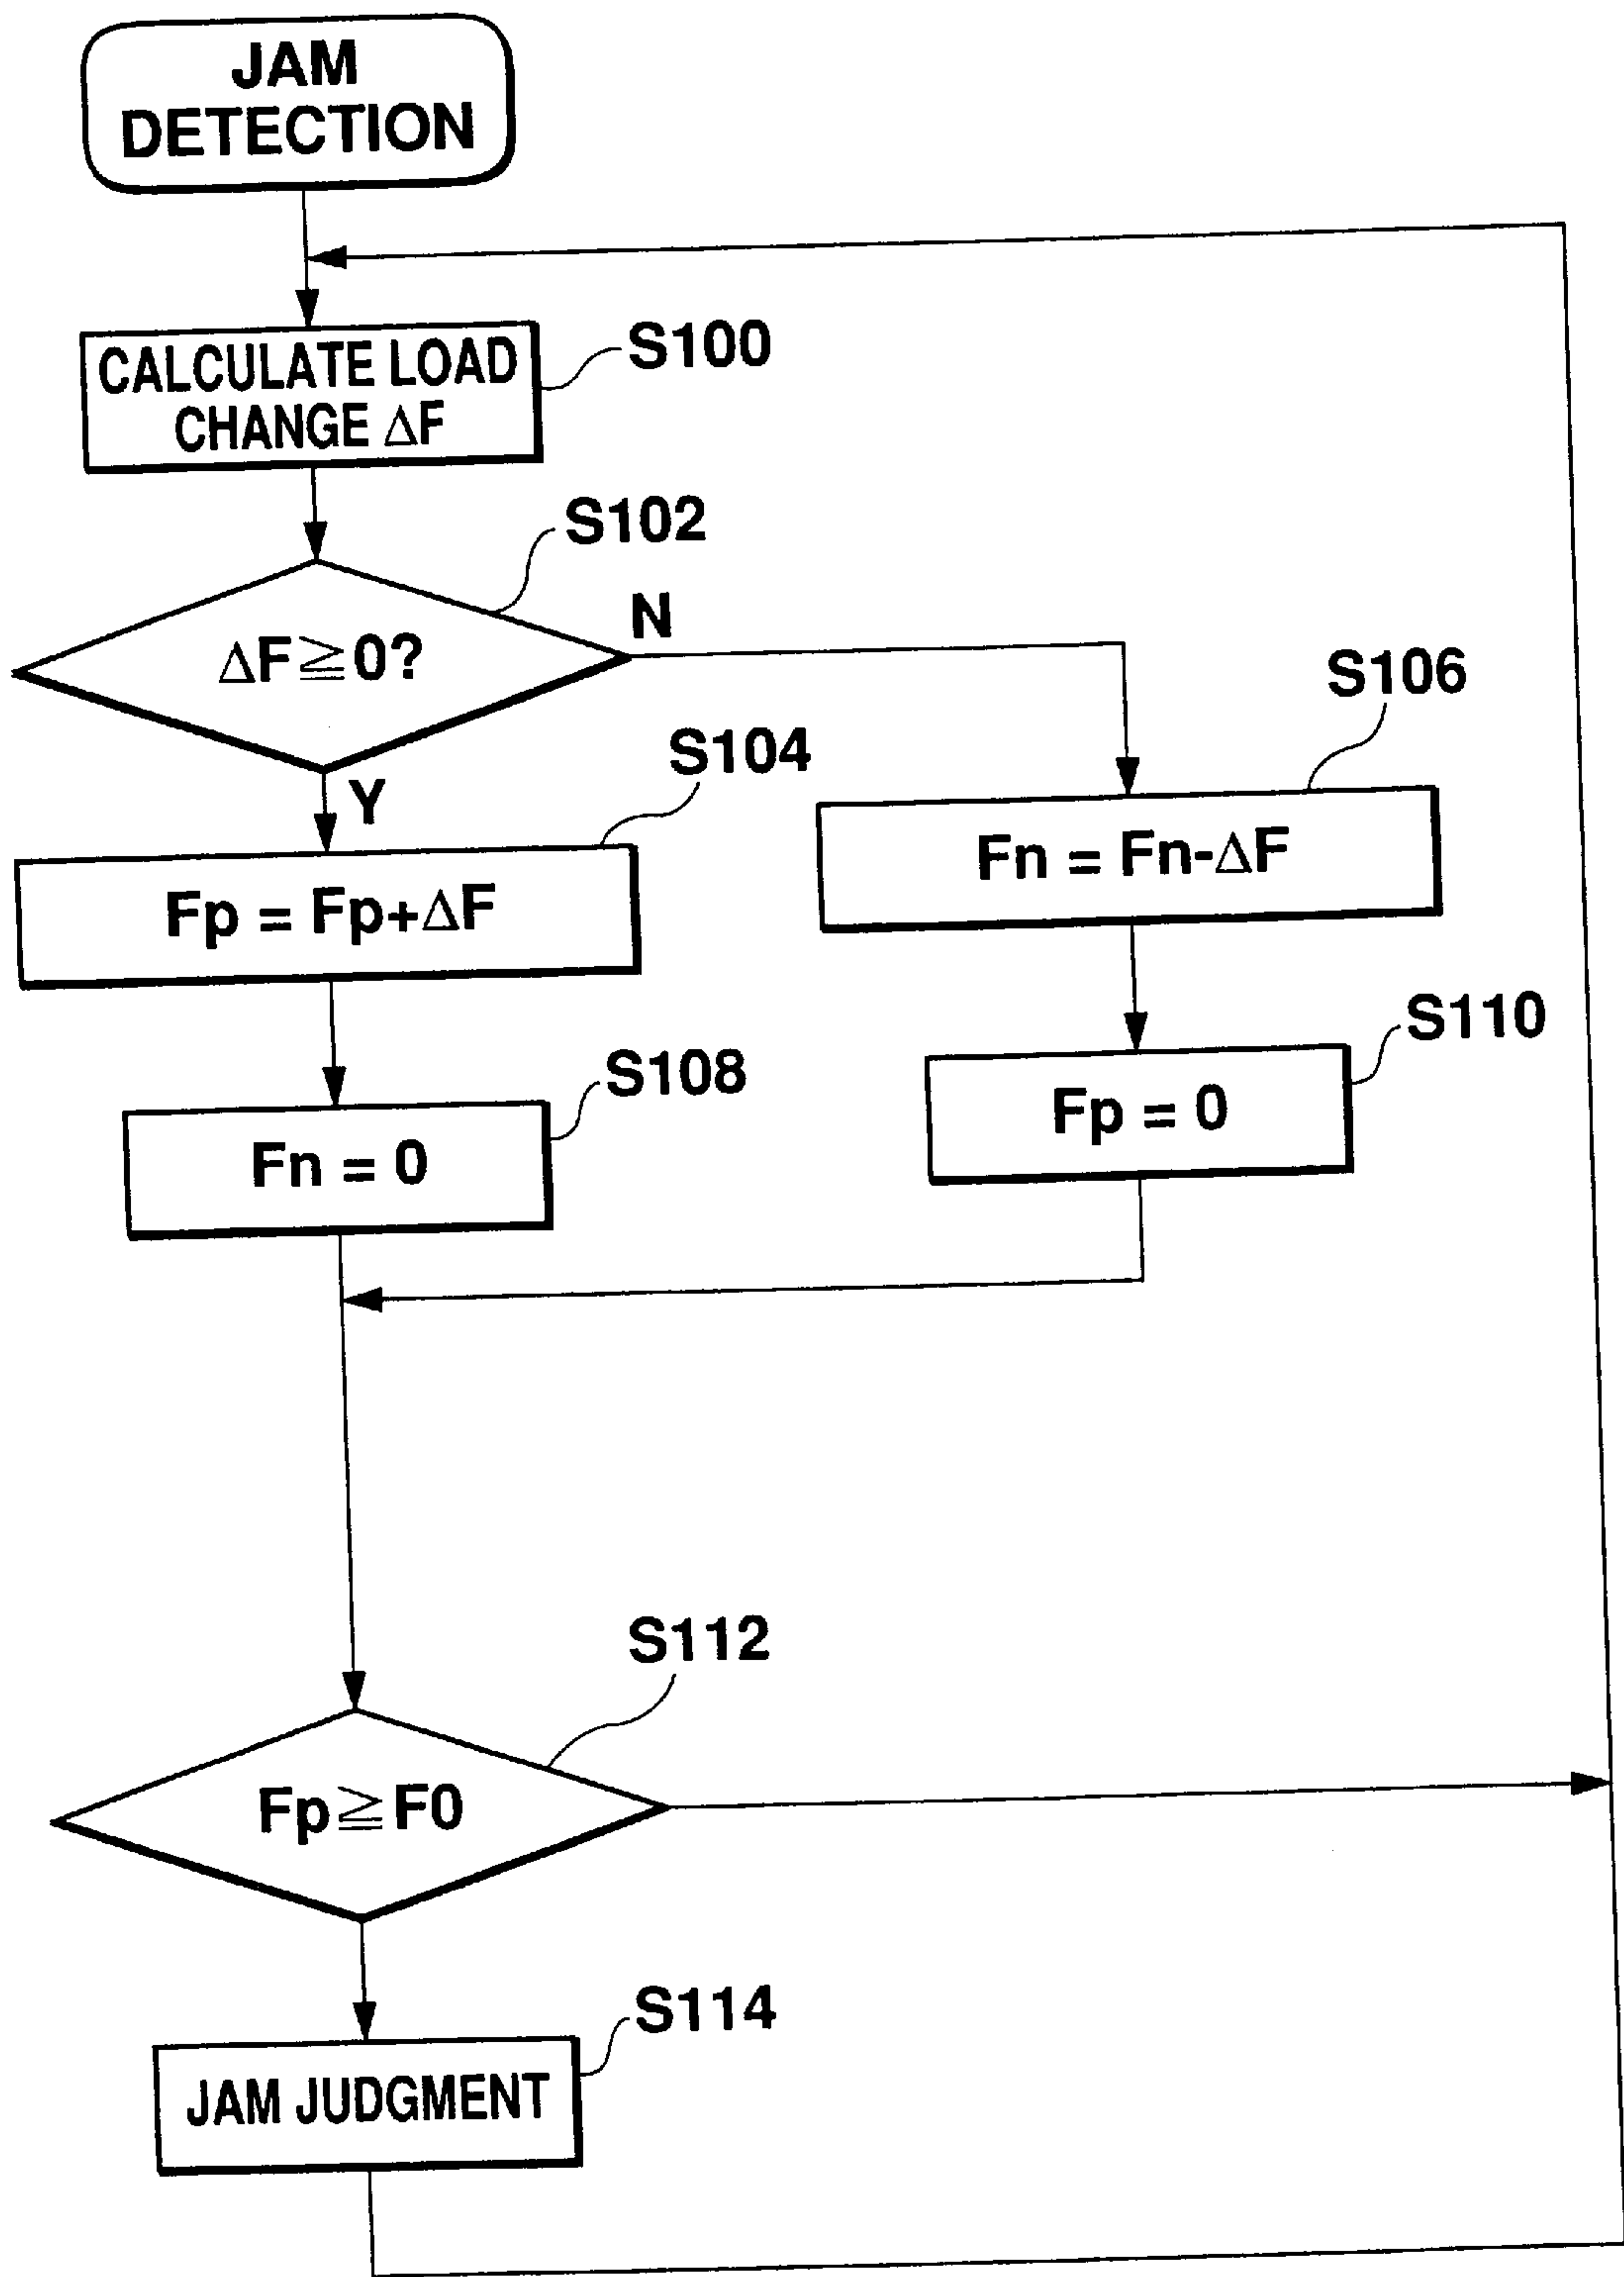 JAM
DETECTION
CALCULATE LOAD
CHANGE ΔF
S100
S102
ΔF≧0?
N
Y
S104
Fp = Fp+ΔF
S106
Fn = Fn-ΔF
S108
Fn = 0
S110
Fp = 0
S112
Fp≧F0
S114
JAM JUDGMENT